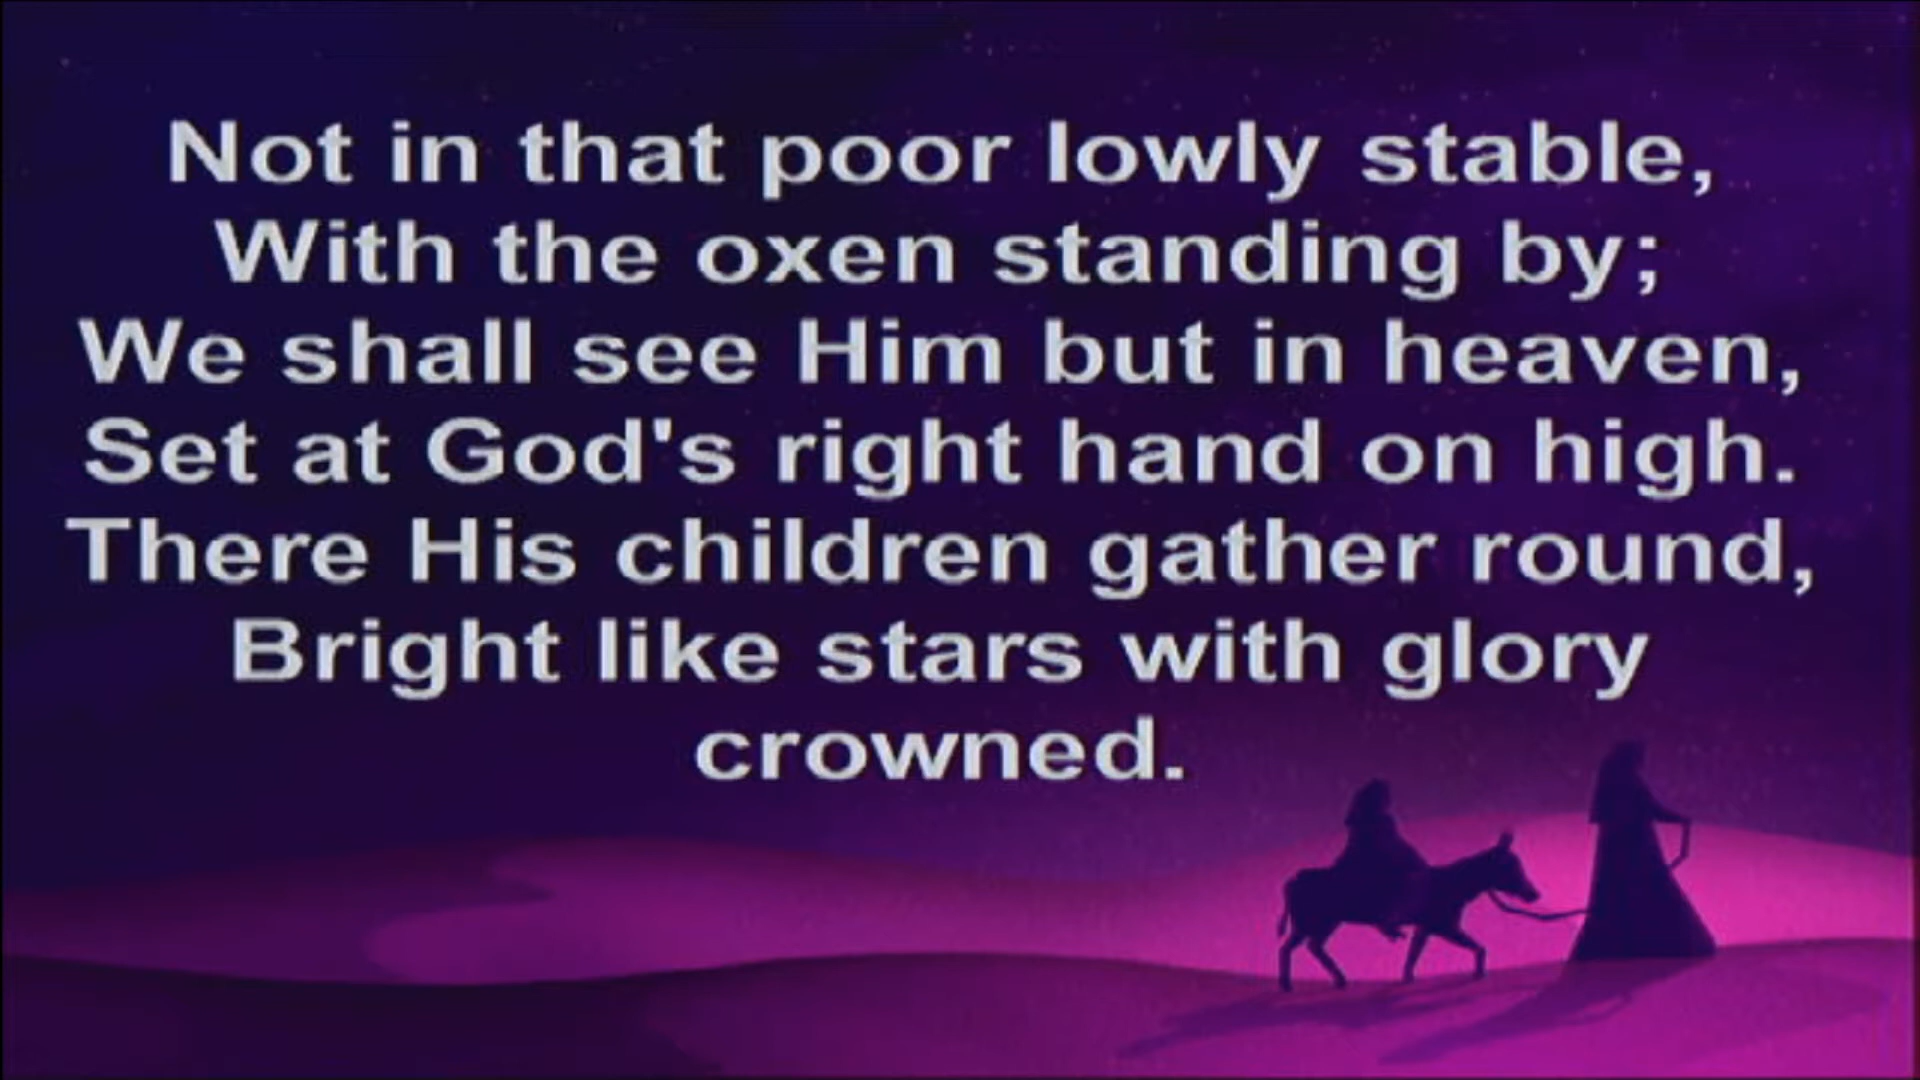 Not in that poor lowly stable,
With the oxen standing by;
We shall see Him but in heaven,
Set at God's right hand on high.
There His children gather round,
Bright like stars with glory
crowned.